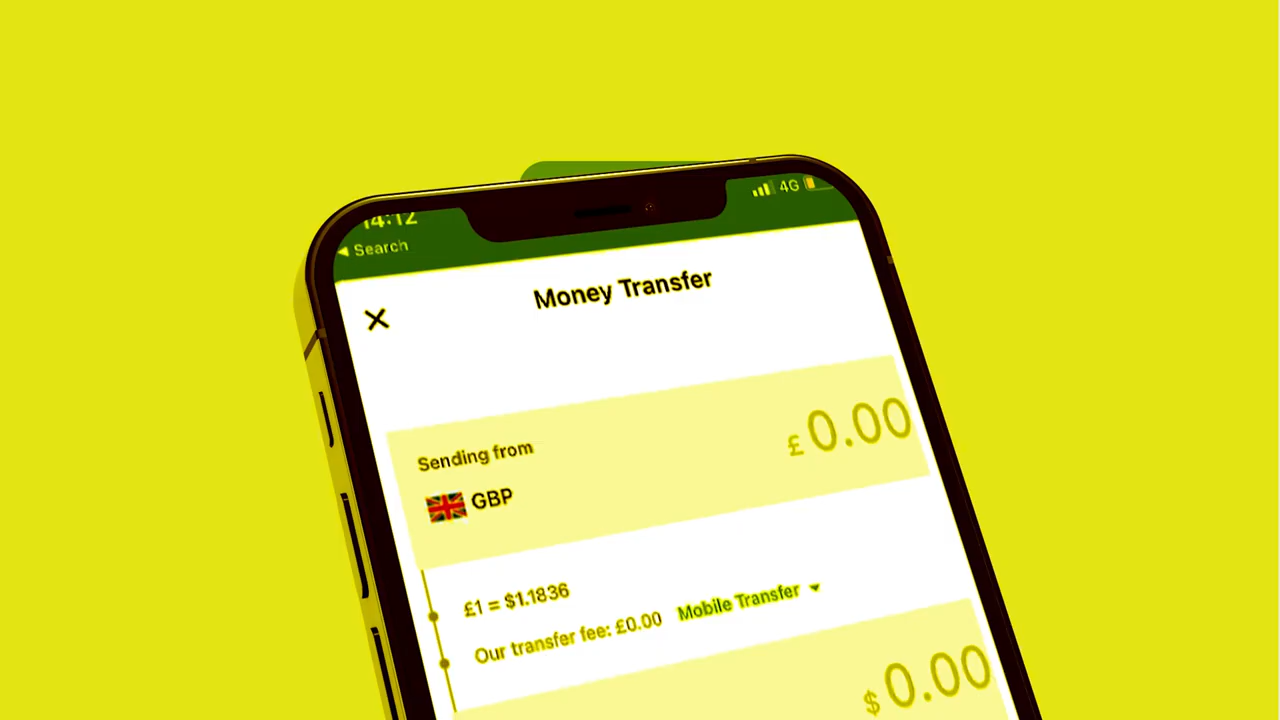 14:12
4G
◀ Search
Money Transfer
Sending from
£0.00
GBP
£1 = $1.1836
Our transfer fee: £0.00 Mobile Transfer
$0.00